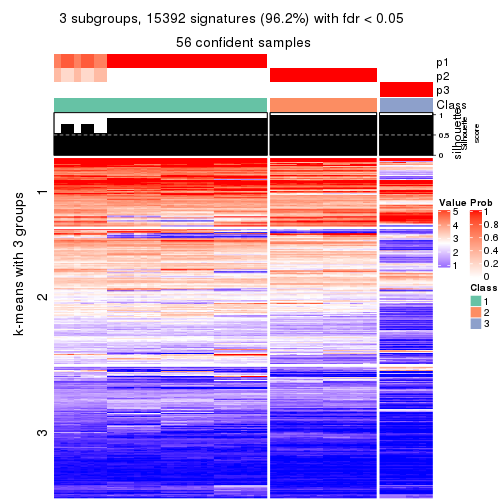 3 subgroups, 15392 signatures (96.2%) with fdr < 0.05
56 confident samples
p1
p2
p3
Class
1
0.5
0
silhouette
Silhouette
score
k-means with 3 groups
1
2
3
Value
5
4
3
2
1
Prob
1
0.8
0.6
0.4
0.2
0
Class
1
2
3